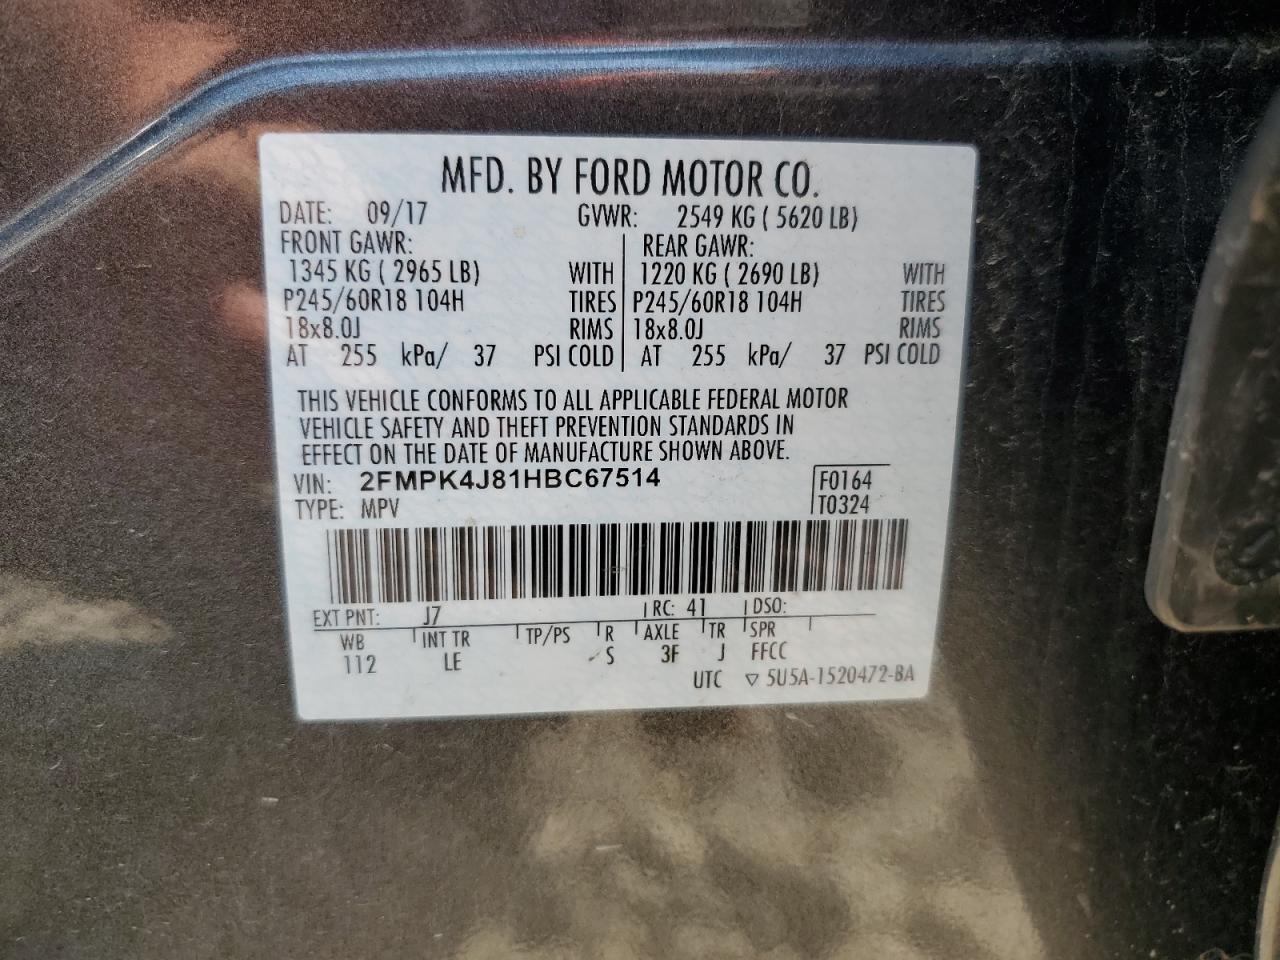 MFD. BY FORD MOTOR CO.
DATE: 09/17 GVWR: 2549 KG ( 5620 LB)
FRONT GAWR: REAR GAWR:
1345 KG ( 2965 LB) WITH 1220 KG ( 2690 LB) WITH
P245/60R18 104H TIRES P245/60R18 104H TIRES
18x8.0J RIMS 18x8.0J RIMS
AT 255 kPa/ 37 PSI COLD AT 255 kPa/ 37 PSI COLD
THIS VEHICLE CONFORMS TO ALL APPLICABLE FEDERAL MOTOR
VEHICLE SAFETY AND THEFT PREVENTION STANDARDS IN
EFFECT ON THE DATE OF MANUFACTURE SHOWN ABOVE.
VIN: 2FMPK4J81HBC67514 F0164
TYPE: MPV T0324
EXT PNT: J7 RC: 41 DSO:
WB INT TR TP/PS R AXLE TR SPR
112 LE S 3F J FFCC
UTC ▽ 5U5A-1520472-BA